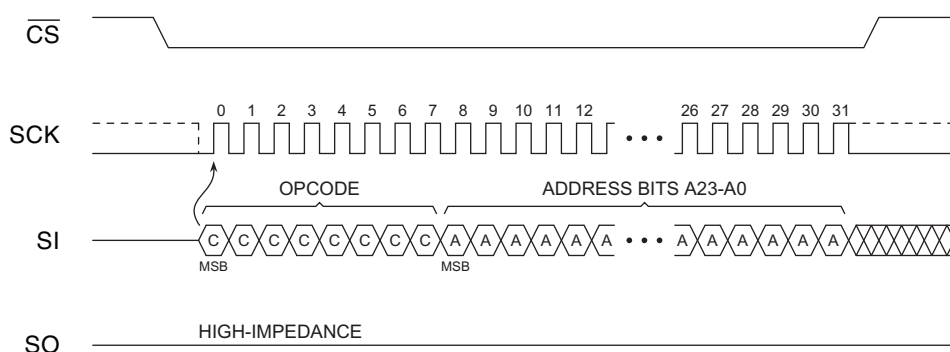 CS
0 1 2 3 4 5 6 7 8 9 10 11 12 26 27 28 29 30 31
SCK
OPCODE ADDRESS BITS A23-A0
SI C C C C C C C C A A A A A A A A A A A A
MSB MSB
HIGH-IMPEDANCE
SO